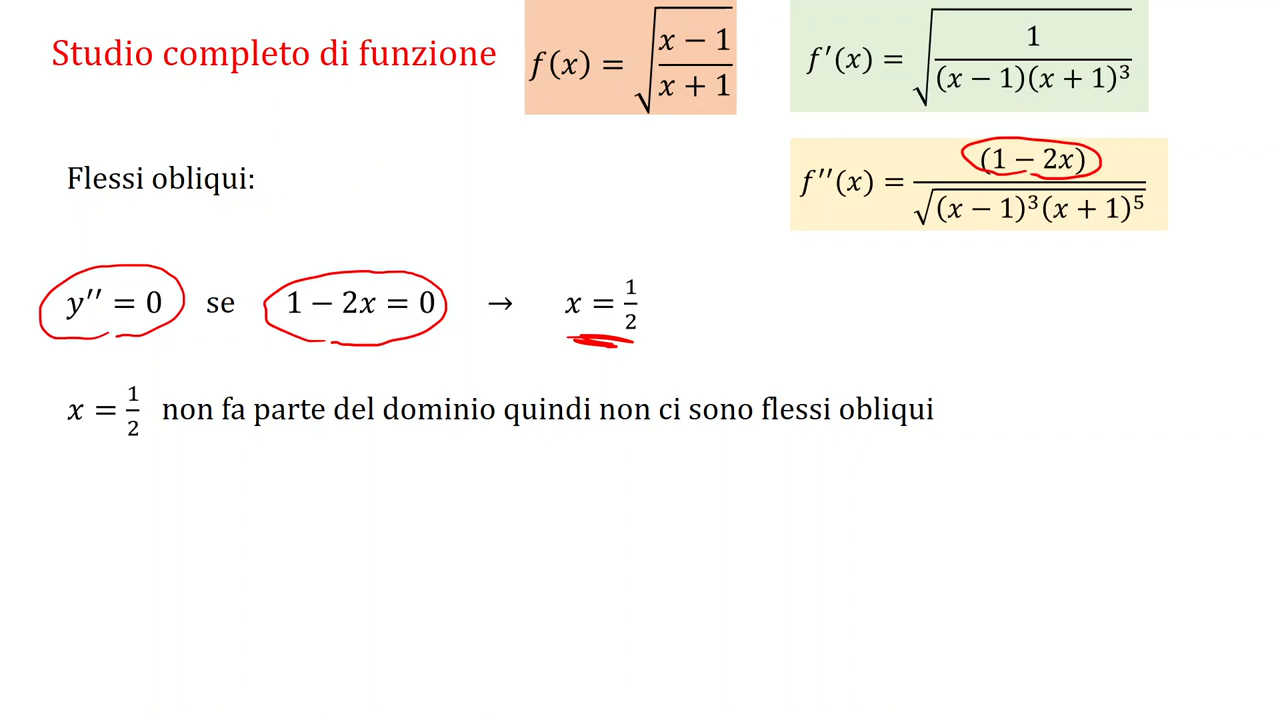 Studio completo di funzione
f(x) = √((x − 1)/(x + 1))
f′(x) = √(1/((x − 1)(x + 1)³))
Flessi obliqui:
f′′(x) = (1 − 2x)/√((x − 1)³(x + 1)⁵)
y′′ = 0 se 1 − 2x = 0 → x = 1/2
x = 1/2 non fa parte del dominio quindi non ci sono flessi obliqui